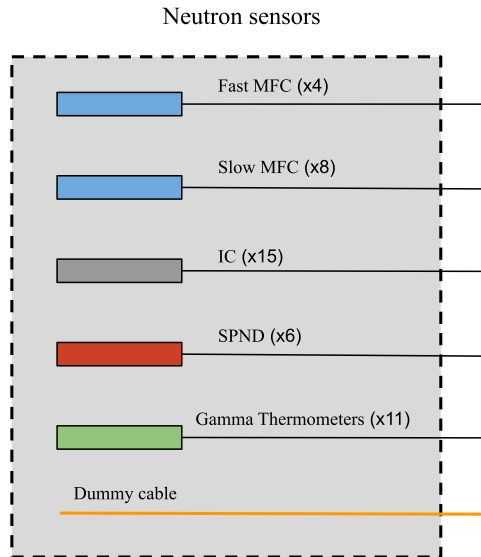 Neutron sensors
Fast MFC (x4)
Slow MFC (x8)
IC (x15)
SPND (x6)
Gamma Thermometers (x11)
Dummy cable